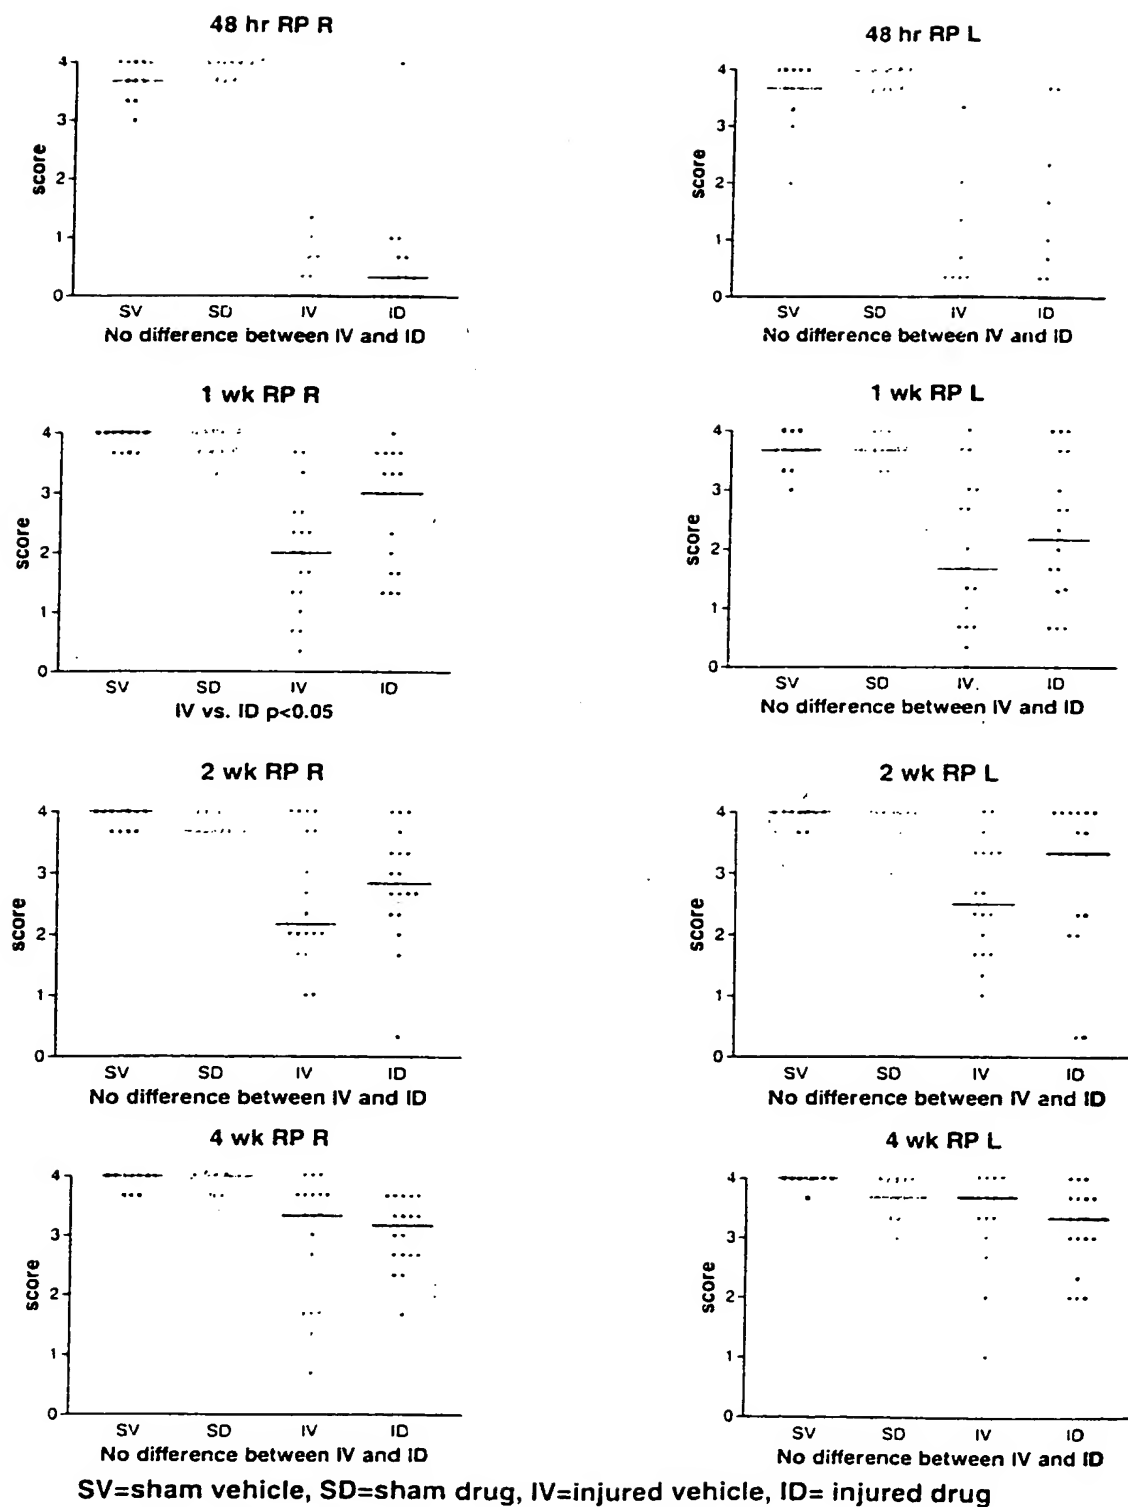 48 hr RP R
4
3
2
1
0
score
SV SD IV ID
No difference between IV and ID
48 hr RP L
4
3
2
1
0
score
SV SD IV ID
No difference between IV and ID
1 wk RP R
4
3
2
1
0
score
SV SD IV ID
IV vs. ID p<0.05
1 wk RP L
4
3
2
1
0
score
SV SD IV. ID
No difference between IV and ID
2 wk RP R
4
3
2
1
0
score
SV SD IV ID
No difference between IV and ID
2 wk RP L
4
3
2
1
0
score
SV SD IV ID
No difference between IV and ID
4 wk RP R
4
3
2
1
0
score
SV SD IV ID
No difference between IV and ID
4 wk RP L
4
3
2
1
0
score
SV SD IV ID
No difference between IV and ID
SV=sham vehicle, SD=sham drug, IV=injured vehicle, ID= injured drug